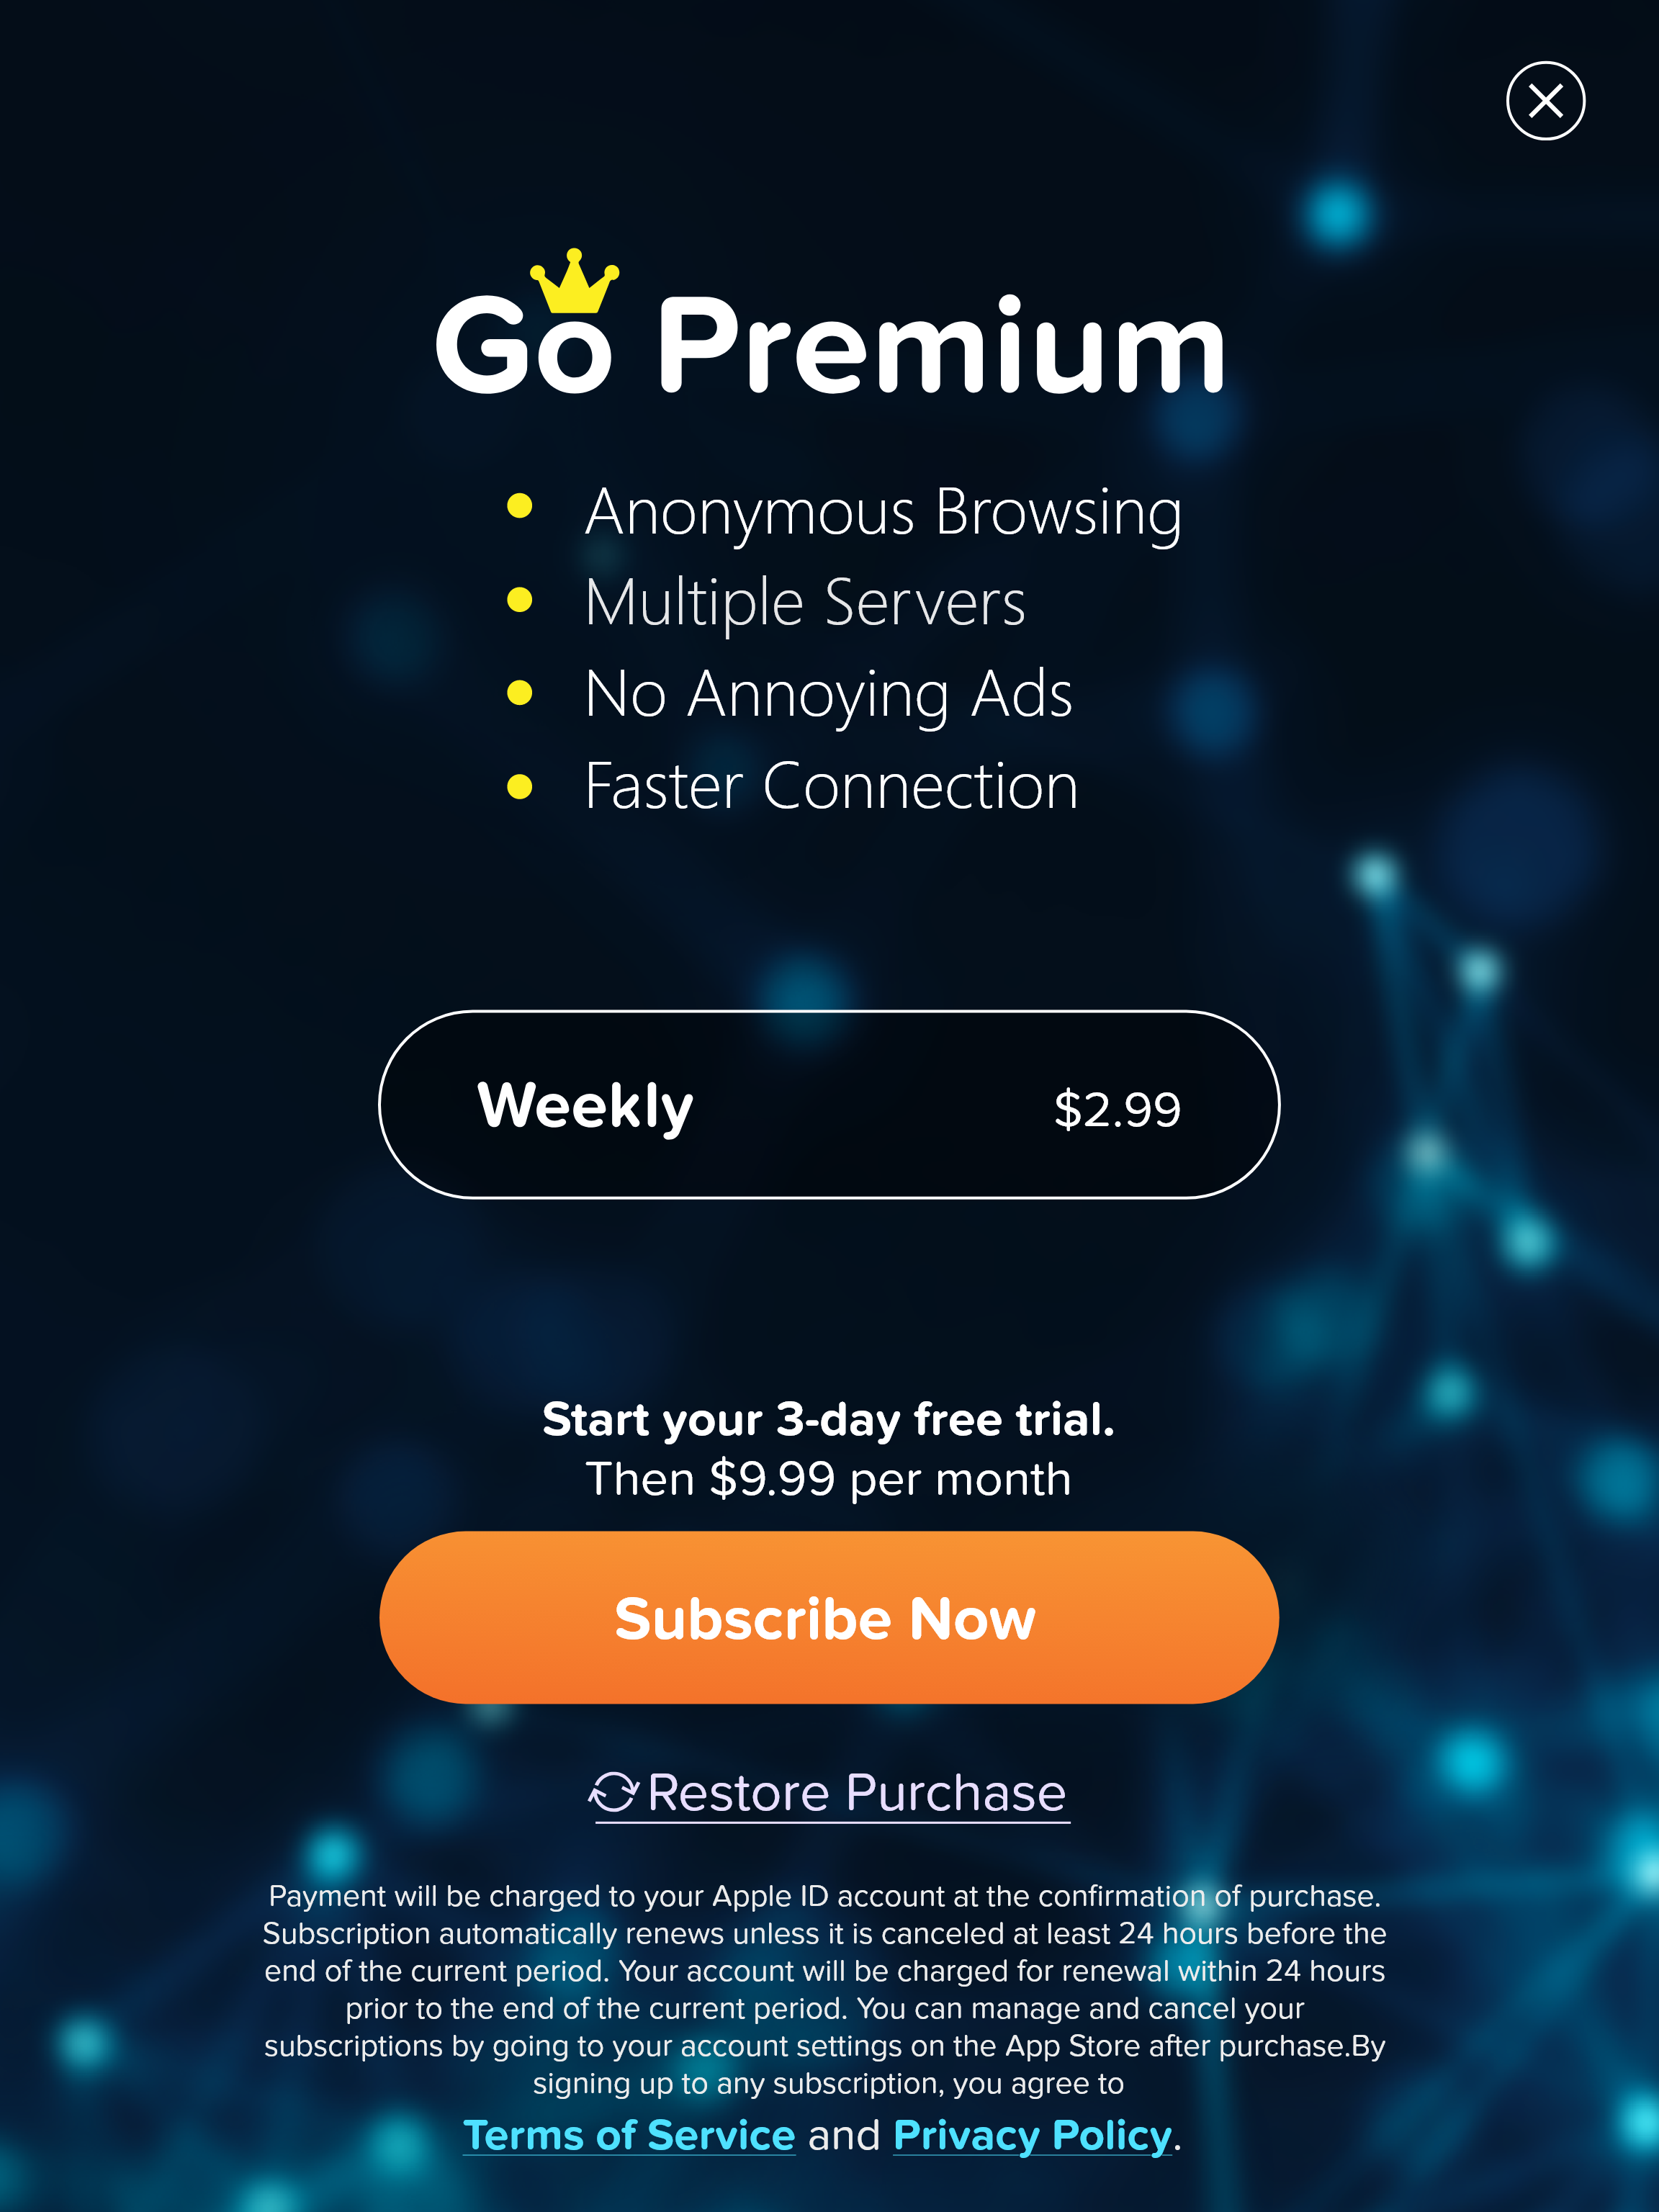 Go Premium
Anonymous Browsing
Multiple Servers
No Annoying Ads
Faster Connection
Weekly $2.99
Start your 3-day free trial.
Then $9.99 per month
Subscribe Now
Restore Purchase
Payment will be charged to your Apple ID account at the confirmation of purchase.
Subscription automatically renews unless it is canceled at least 24 hours before the
end of the current period. Your account will be charged for renewal within 24 hours
prior to the end of the current period. You can manage and cancel your
subscriptions by going to your account settings on the App Store after purchase.By
signing up to any subscription, you agree to
Terms of Service and Privacy Policy.